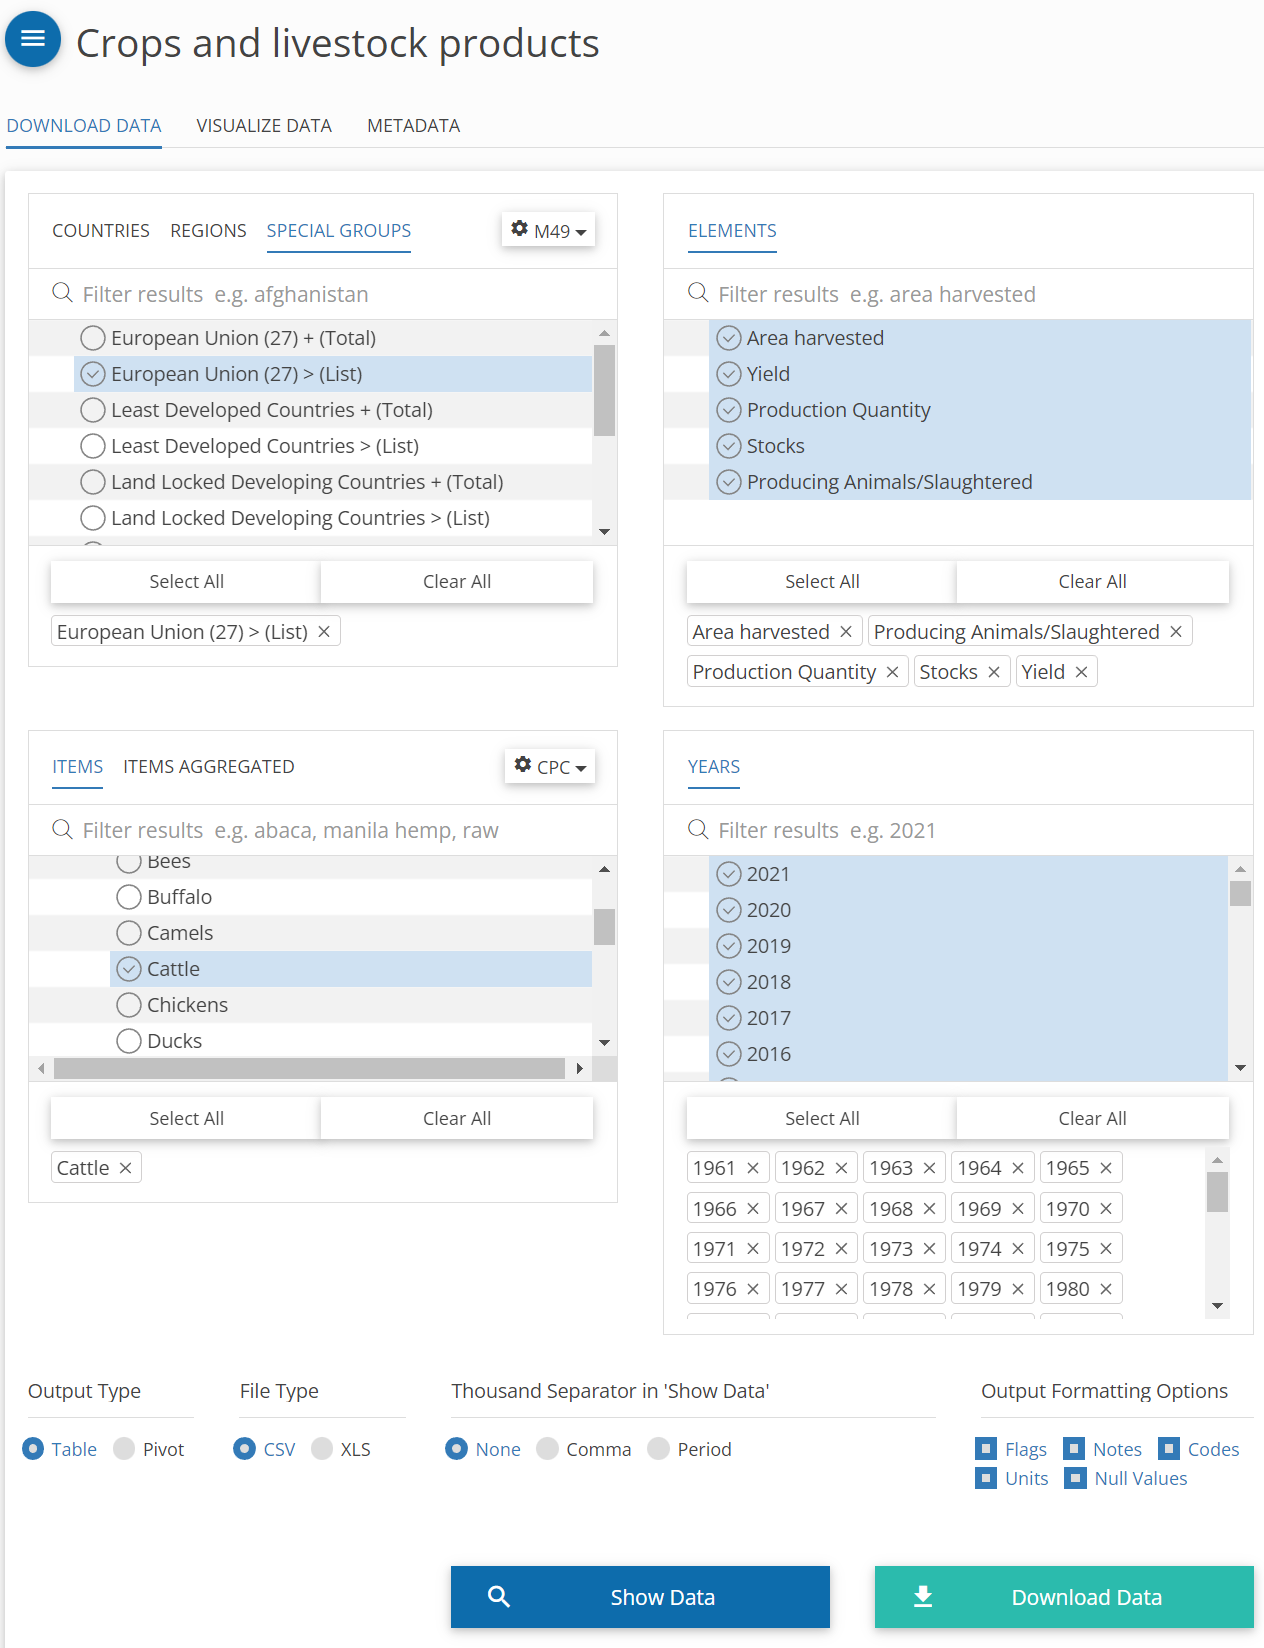 Crops and livestock products
DOWNLOAD DATA VISUALIZE DATA METADATA
COUNTRIES REGIONS SPECIAL GROUPS M49
Filter results e.g. afghanistan
European Union (27) + (Total)
European Union (27) > (List)
Least Developed Countries + (Total)
Least Developed Countries > (List)
Land Locked Developing Countries + (Total)
Land Locked Developing Countries > (List)
Select All Clear All
European Union (27) > (List) ×
ELEMENTS
Filter results e.g. area harvested
Area harvested
Yield
Production Quantity
Stocks
Producing Animals/Slaughtered
Select All Clear All
Area harvested × Producing Animals/Slaughtered ×
Production Quantity × Stocks × Yield ×
ITEMS ITEMS AGGREGATED CPC
Filter results e.g. abaca, manila hemp, raw
Bees
Buffalo
Camels
Cattle
Chickens
Ducks
Select All Clear All
Cattle ×
YEARS
Filter results e.g. 2021
2021
2020
2019
2018
2017
2016
Select All Clear All
1961 × 1962 × 1963 × 1964 × 1965 ×
1966 × 1967 × 1968 × 1969 × 1970 ×
1971 × 1972 × 1973 × 1974 × 1975 ×
1976 × 1977 × 1978 × 1979 × 1980 ×
Output Type File Type Thousand Separator in 'Show Data' Output Formatting Options
Table Pivot CSV XLS None Comma Period Flags Notes Codes
Units Null Values
Show Data Download Data